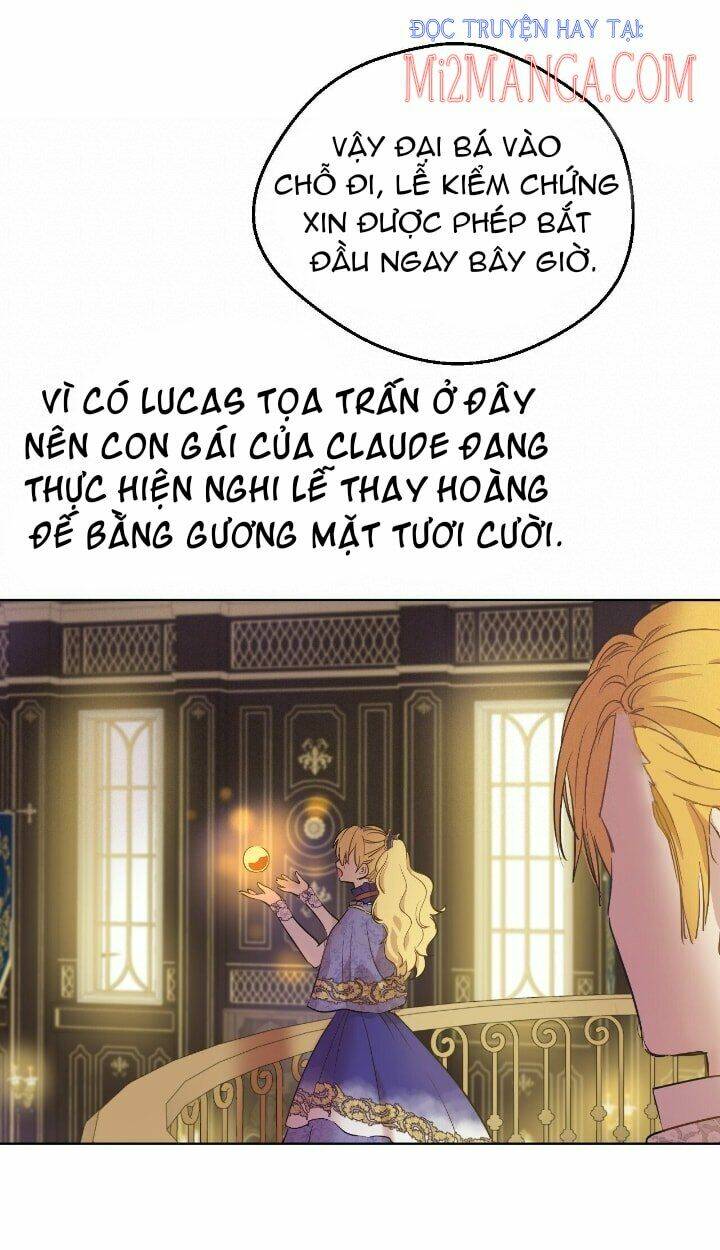 ĐỌC TRUYỆN HAY TẠI:
MI2MANGA.COM
VẬY ĐẠI BÁ VÀO
CHỖ ĐI, LỄ KIỂM CHỨNG
XIN ĐƯỢC PHÉP BẮT
ĐẦU NGAY BÂY GIỜ.
VÌ CÓ LUCAS TỌA TRẤN Ở ĐÂY
NÊN CON GÁI CỦA CLAUDE ĐANG
THỰC HIỆN NGHI LỄ THAY HOÀNG
ĐẾ BẰNG GƯƠNG MẶT TƯƠI CƯỜI.